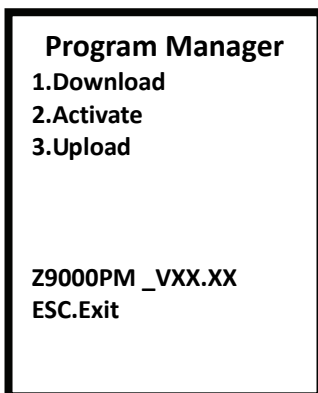 Program Manager
1.Download
2.Activate
3.Upload
Z9000PM _VXX.XX
ESC.Exit